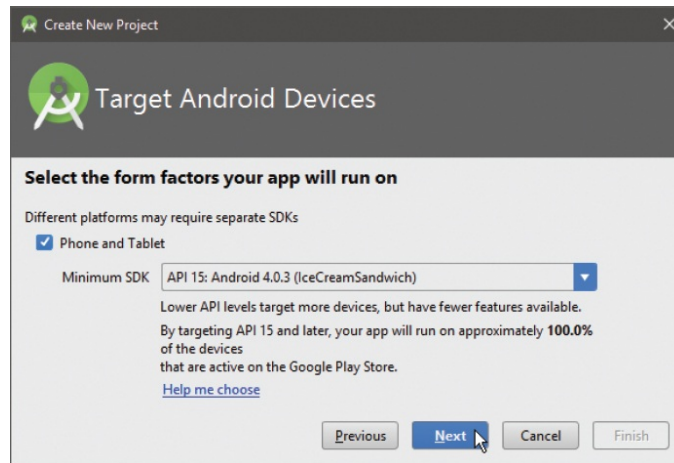 Create New Project
Target Android Devices
Select the form factors your app will run on
Different platforms may require separate SDKs
Phone and Tablet
Minimum SDK API 15: Android 4.0.3 (IceCreamSandwich)
Lower API levels target more devices, but have fewer features available.
By targeting API 15 and later, your app will run on approximately 100.0%
of the devices
that are active on the Google Play Store.
Help me choose
Previous Next Cancel Finish